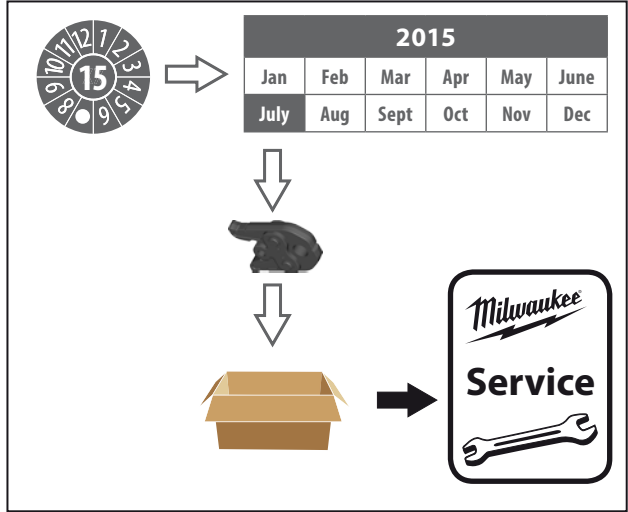 12 1 2 3 4 5 6 8 9 10 11
15
2015
Jan Feb Mar Apr May June
July Aug Sept Oct Nov Dec
Milwaukee
Service